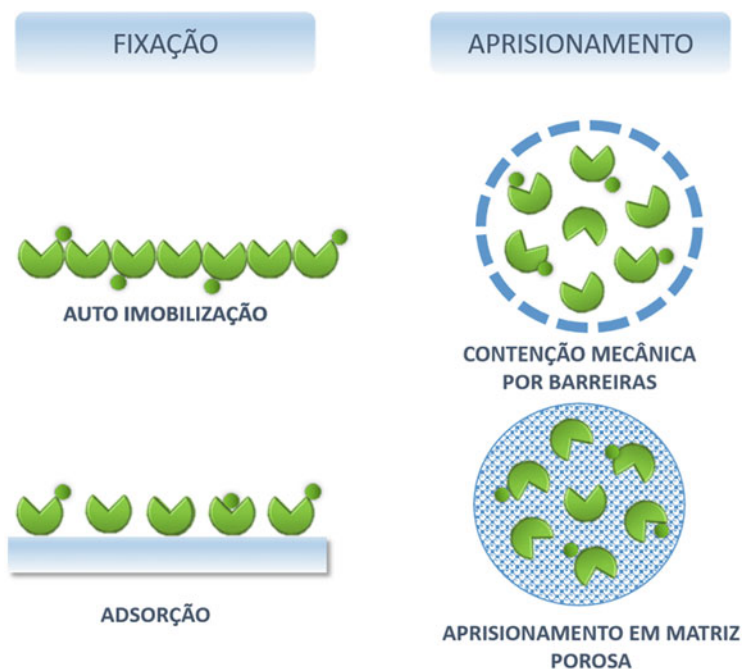 FIXAÇÃO
AUTO IMOBILIZAÇÃO
ADSORÇÃO
APRISIONAMENTO
CONTENÇÃO MECÂNICA
POR BARREIRAS
APRISIONAMENTO EM MATRIZ
POROSA